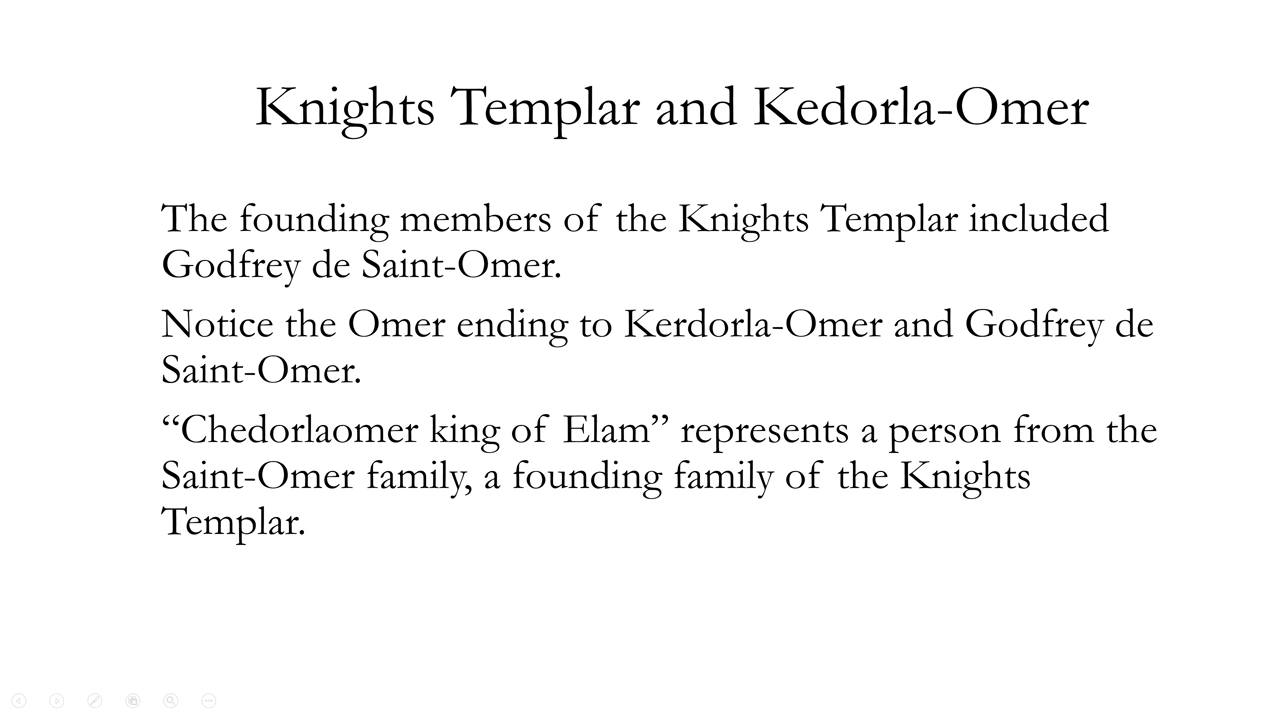 Knights Templar and Kedorla-Omer
The founding members of the Knights Templar included
Godfrey de Saint-Omer.
Notice the Omer ending to Kerdorla-Omer and Godfrey de
Saint-Omer.
“Chedorlaomer king of Elam” represents a person from the
Saint-Omer family, a founding family of the Knights
Templar.